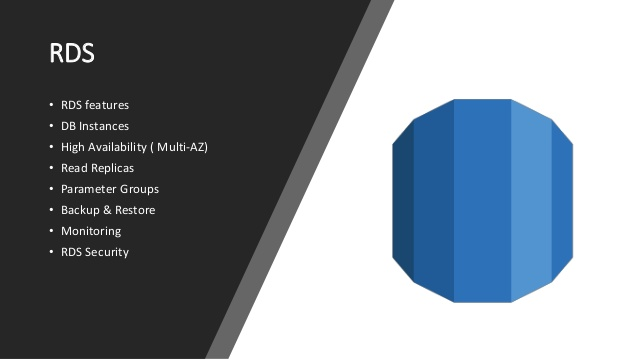 RDS
• RDS features
• DB Instances
• High Availability ( Multi-AZ)
• Read Replicas
• Parameter Groups
• Backup & Restore
• Monitoring
• RDS Security